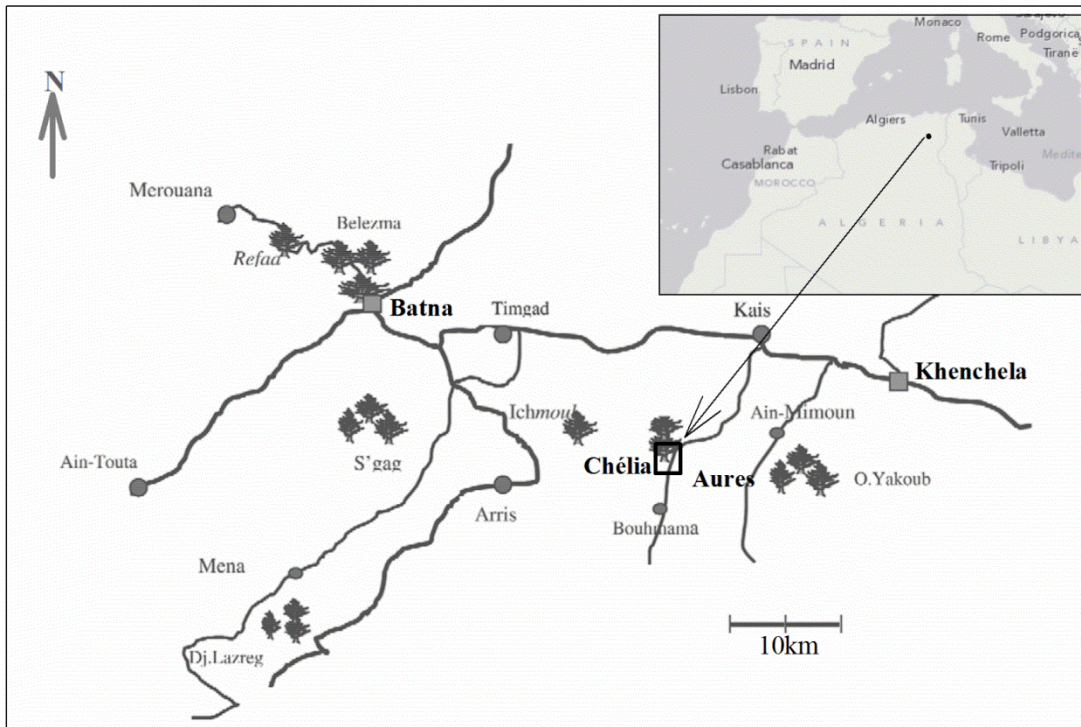 N
Merouana
Belezma
Refaa
Batna
Timgad
Kais
Khenchela
Ichmoul
Ain-Mimoun
S'gag
Chélia
Aures
O.Yakoub
Ain-Touta
Arris
Bouhmama
Mena
Dj.Lazreg
10km
Monaco
Podgorica
SPAIN
Rome
Tiranë
Madrid
Lisbon
Algiers
Tunis
Valletta
Rabat
Casablanca
Tripoli
MOROCCO
ALGERIA
LIBYA